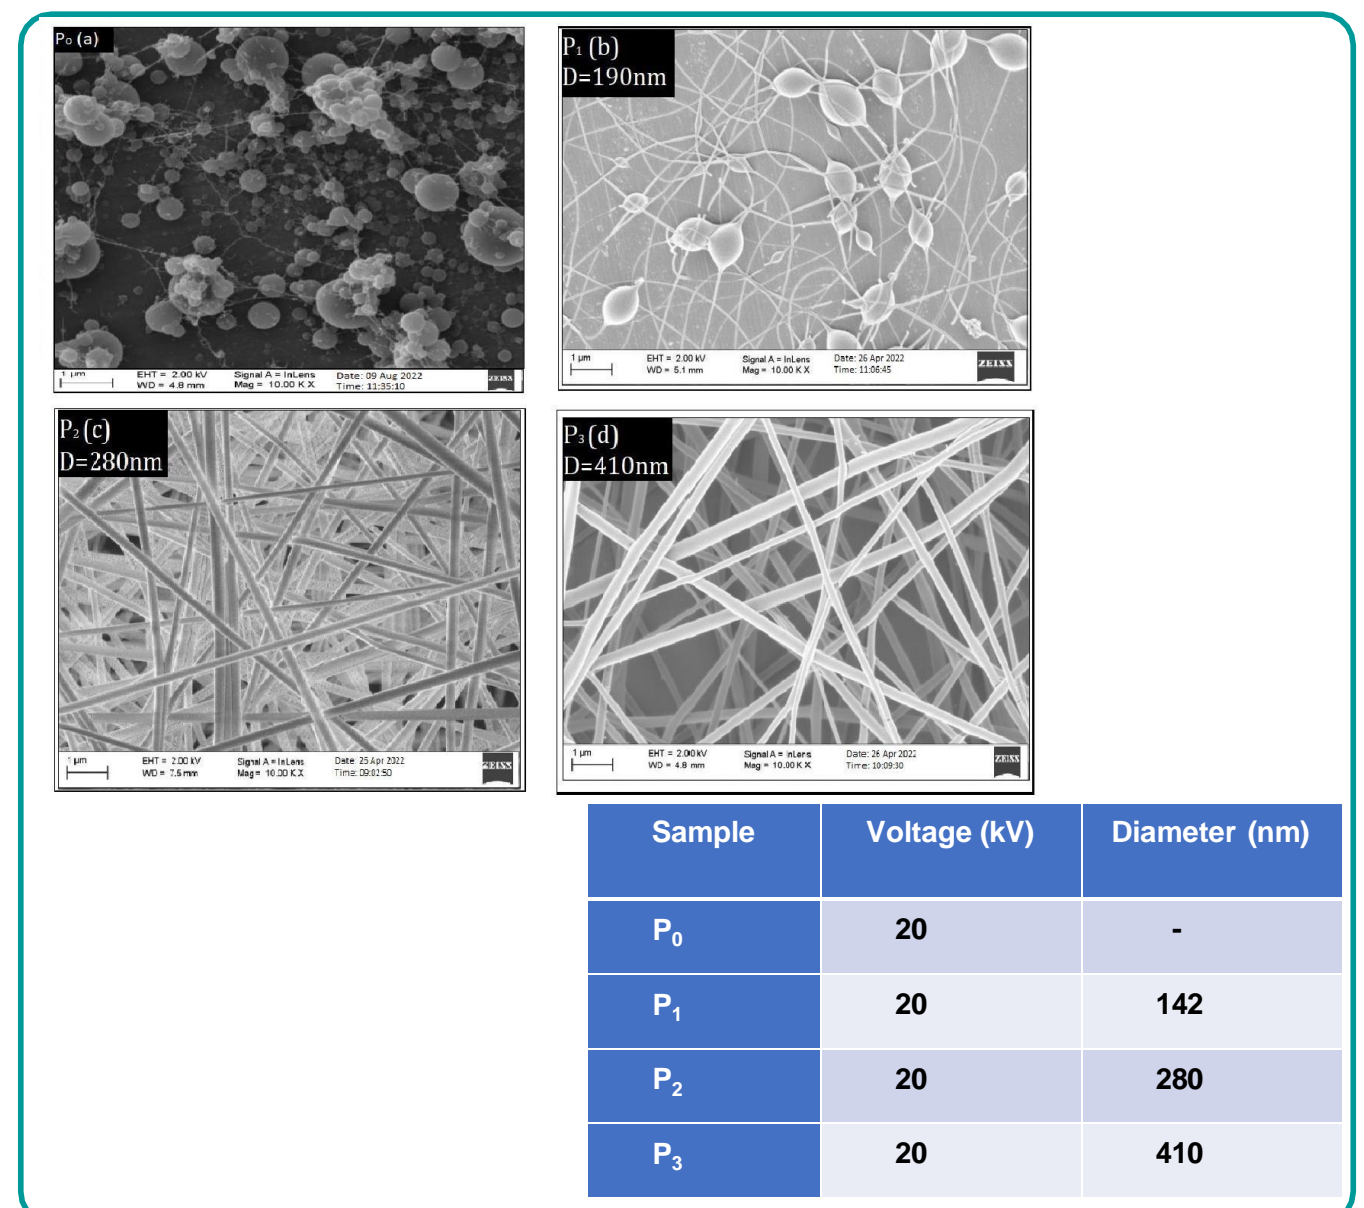 P₀ (a)
1 µm
EHT = 2.00 kV
Signal A = InLens
Date: 09 Aug 2022
WD = 4.8 mm
Mag = 10.00 K X
Time: 11:35:10
ZEISS
P₁ (b)
D=190nm
1 µm
EHT = 2.00 kV
Signal A = InLens
Date: 26 Apr 2022
WD = 5.1 mm
Mag = 10.00 K X
Time: 11:06:45
ZEISS
P₂ (c)
D=280nm
1 µm
EHT = 2.00 kV
Signal A = InLens
Date: 25 Apr 2022
WD = 7.5 mm
Mag = 10.00 K X
Time: 09:02:50
ZEISS
P₃ (d)
D=410nm
1 µm
EHT = 2.00 kV
Signal A = InLens
Date: 26 Apr 2022
WD = 4.8 mm
Mag = 10.00 K X
Time: 10:09:30
ZEISS
Sample Voltage (kV) Diameter (nm)
P₀ 20 -
P₁ 20 142
P₂ 20 280
P₃ 20 410